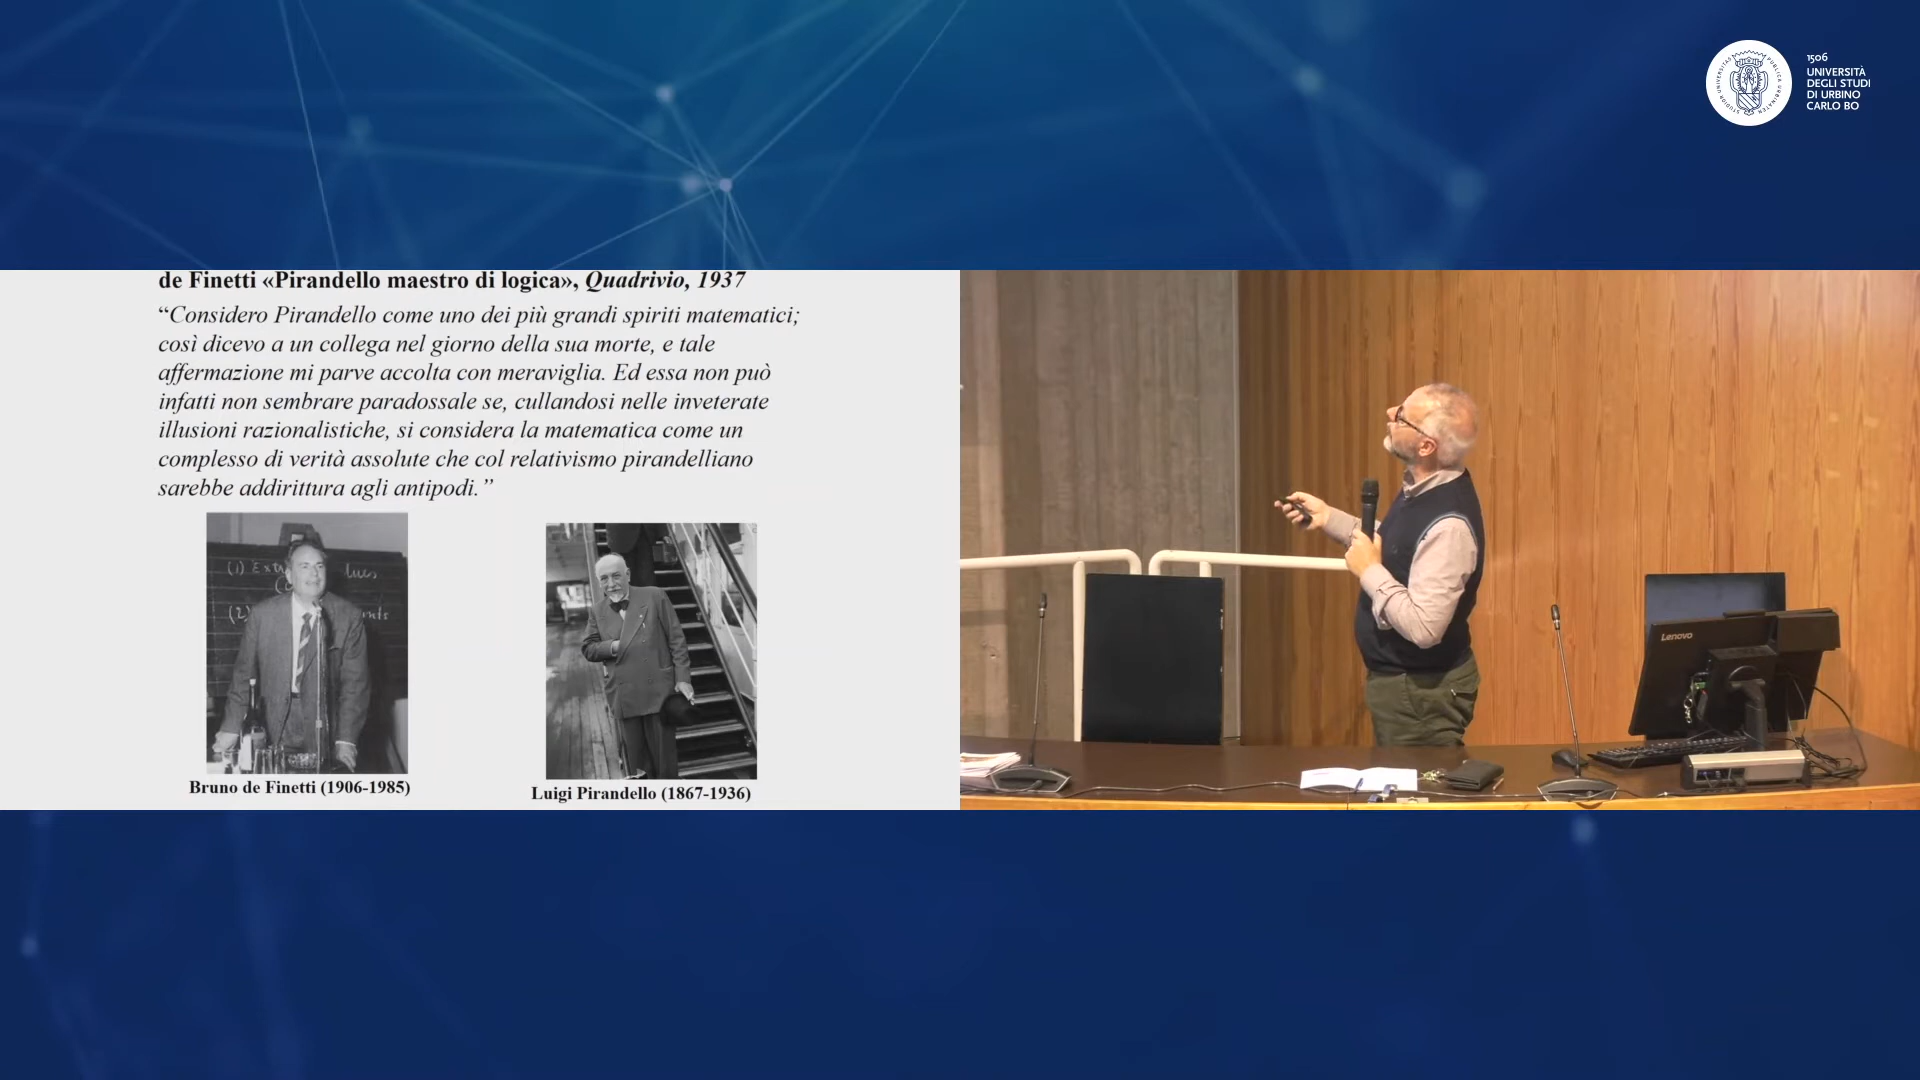 1506
UNIVERSITÀ
DEGLI STUDI
DI URBINO
CARLO BO
de Finetti «Pirandello maestro di logica», Quadrivio, 1937
“Considero Pirandello come uno dei più grandi spiriti matematici;
così dicevo a un collega nel giorno della sua morte, e tale
affermazione mi parve accolta con meraviglia. Ed essa non può
infatti non sembrare paradossale se, cullandosi nelle inveterate
illusioni razionalistiche, si considera la matematica come un
complesso di verità assolute che col relativismo pirandelliano
sarebbe addirittura agli antipodi.”
(1)
(2)
Bruno de Finetti (1906-1985)
Luigi Pirandello (1867-1936)
Lenovo